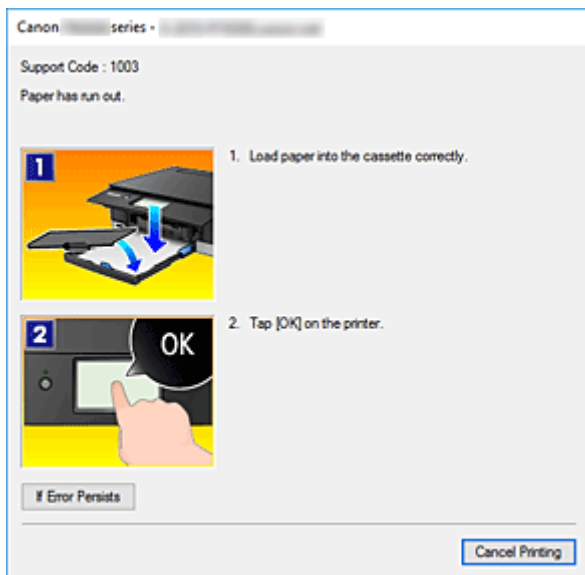 Canon series -
Support Code : 1003
Paper has run out.
1
1. Load paper into the cassette correctly.
2
OK
2. Tap [OK] on the printer.
If Error Persists
Cancel Printing